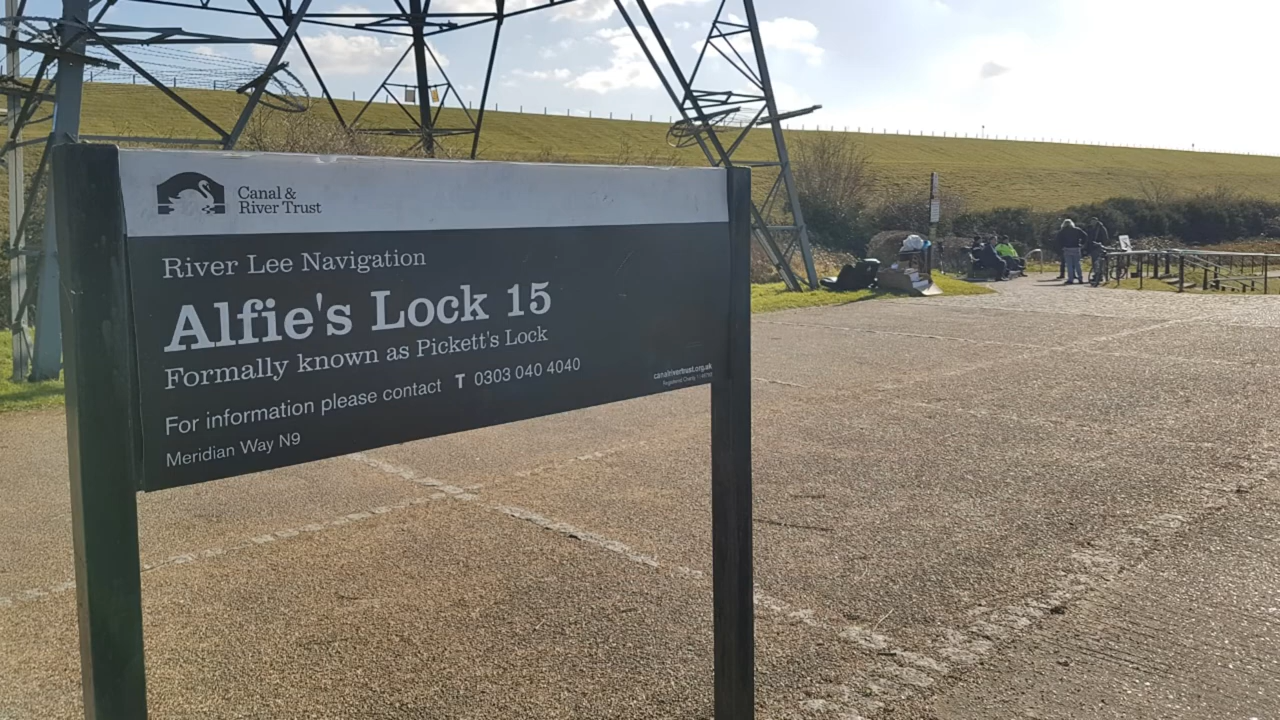 Canal &
River Trust
River Lee Navigation
Alfie's Lock 15
Formally known as Pickett's Lock
For information please contact T 0303 040 4040
Meridian Way N9
canalrivertrust.org.uk